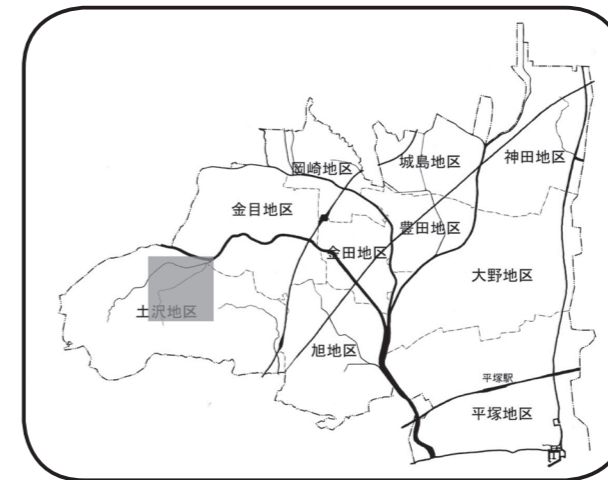 岡崎地区
城島地区
神田地区
金目地区
豊田地区
金田地区
大野地区
土沢地区
旭地区
平塚駅
平塚地区